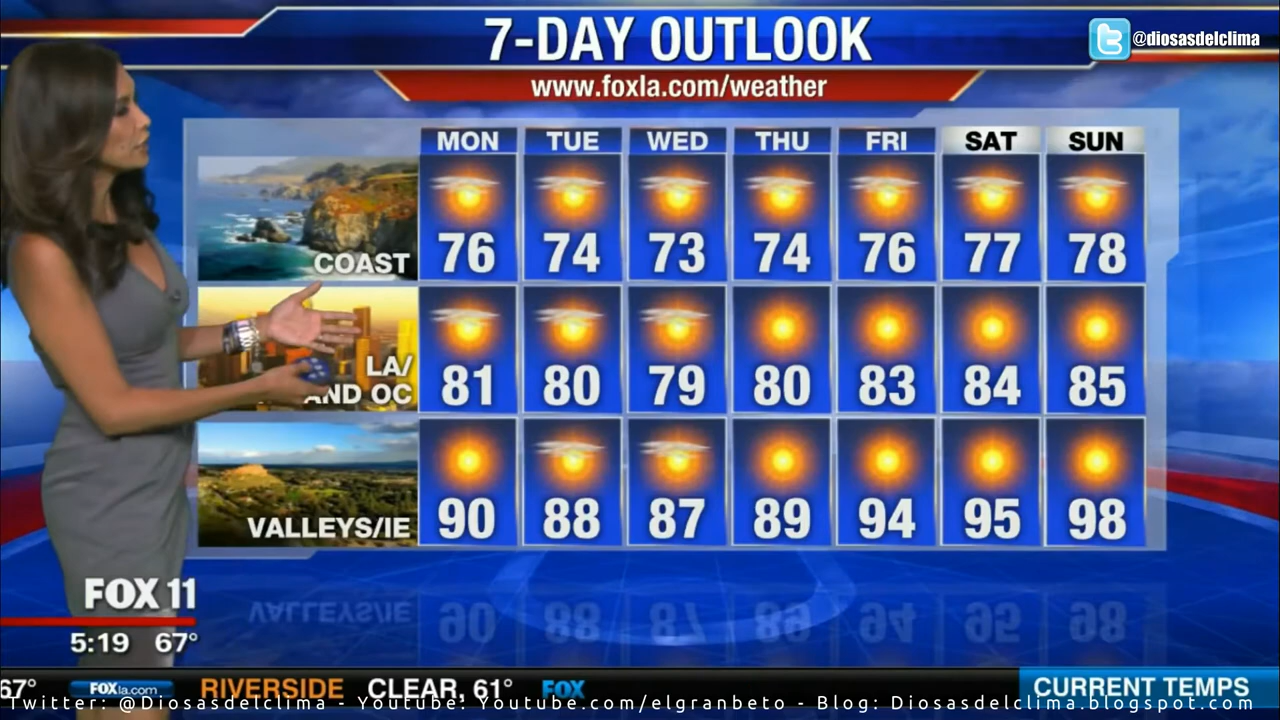 7-DAY OUTLOOK
@diosasdelclima
www.foxla.com/weather
MON TUE WED THU FRI SAT SUN
COAST 76 74 73 74 76 77 78
LA/
AND OC 81 80 79 80 83 84 85
VALLEYS/IE 90 88 87 89 94 95 98
FOX 11
5:19 67°
67° FOXla.com RIVERSIDE CLEAR, 61° FOX CURRENT TEMPS
Twitter: @Diosasdelclima - Youtube: Youtube.com/elgranbeto - Blog: Diosasdelclima.blogspot.com